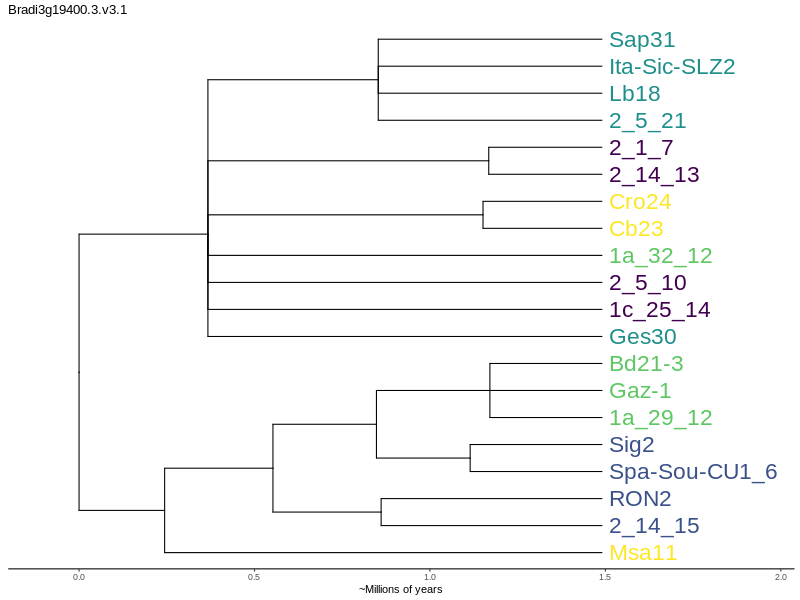 Bradi3g19400.3.v3.1
Sap31
Ita-Sic-SLZ2
Lb18
2_5_21
2_1_7
2_14_13
Cro24
Cb23
1a_32_12
2_5_10
1c_25_14
Ges30
Bd21-3
Gaz-1
1a_29_12
Sig2
Spa-Sou-CU1_6
RON2
2_14_15
Msa11
0.0 0.5 1.0 1.5 2.0
~Millions of years